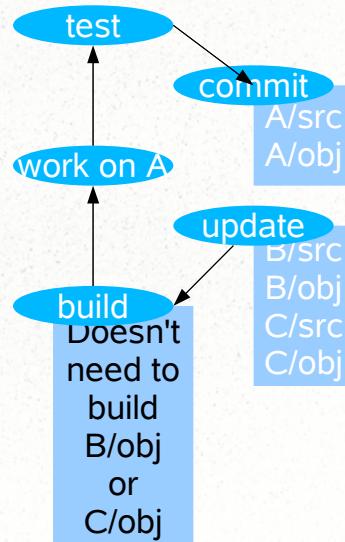 test
commit
A/src
A/obj
work on A
update
B/src
B/obj
C/src
C/obj
build
Doesn't
need to
build
B/obj
or
C/obj